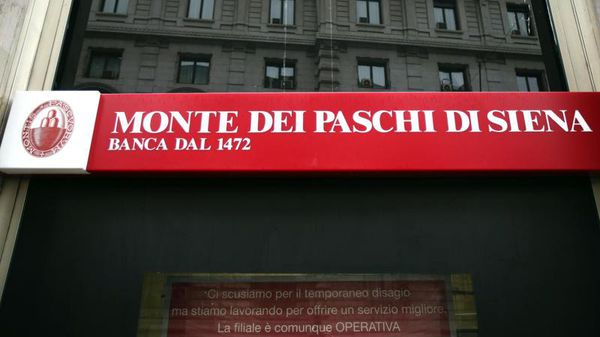 MONTE DEI PASCHI DI SIENA
BANCA DAL 1472
"Ci scusiamo per il temporaneo disagio
ma stiamo lavorando per offrire un servizio migliore.
La filiale è comunque OPERATIVA